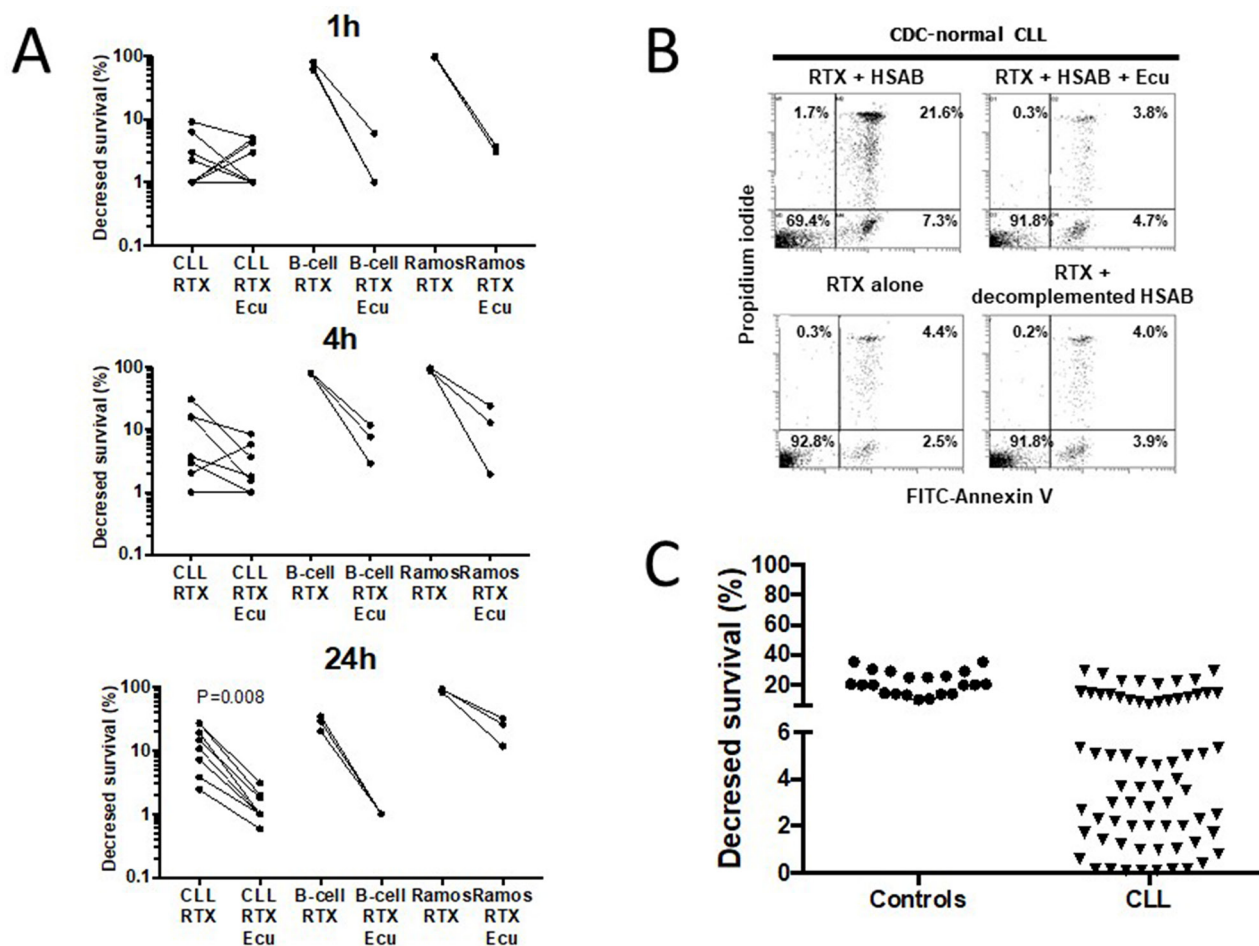 A
1h
Decresed survival (%)
100
10
1
0.1
CLL RTX
CLL RTX Ecu
B-cell RTX
B-cell RTX Ecu
Ramos RTX
Ramos RTX Ecu
4h
Decresed survival (%)
100
10
1
0.1
CLL RTX
CLL RTX Ecu
B-cell RTX
B-cell RTX Ecu
Ramos RTX
Ramos RTX Ecu
24h
P=0.008
Decresed survival (%)
100
10
1
0.1
CLL RTX
CLL RTX Ecu
B-cell RTX
B-cell RTX Ecu
Ramos RTX
Ramos RTX Ecu
B
CDC-normal CLL
RTX + HSAB
1.7% 21.6%
69.4% 7.3%
RTX + HSAB + Ecu
0.3% 3.8%
91.8% 4.7%
RTX alone
0.3% 4.4%
92.8% 2.5%
RTX +
decomplemented HSAB
0.2% 4.0%
91.8% 3.9%
Propidium iodide
FITC-Annexin V
C
Decresed survival (%)
100
80
60
40
20
6
4
2
0
Controls
CLL